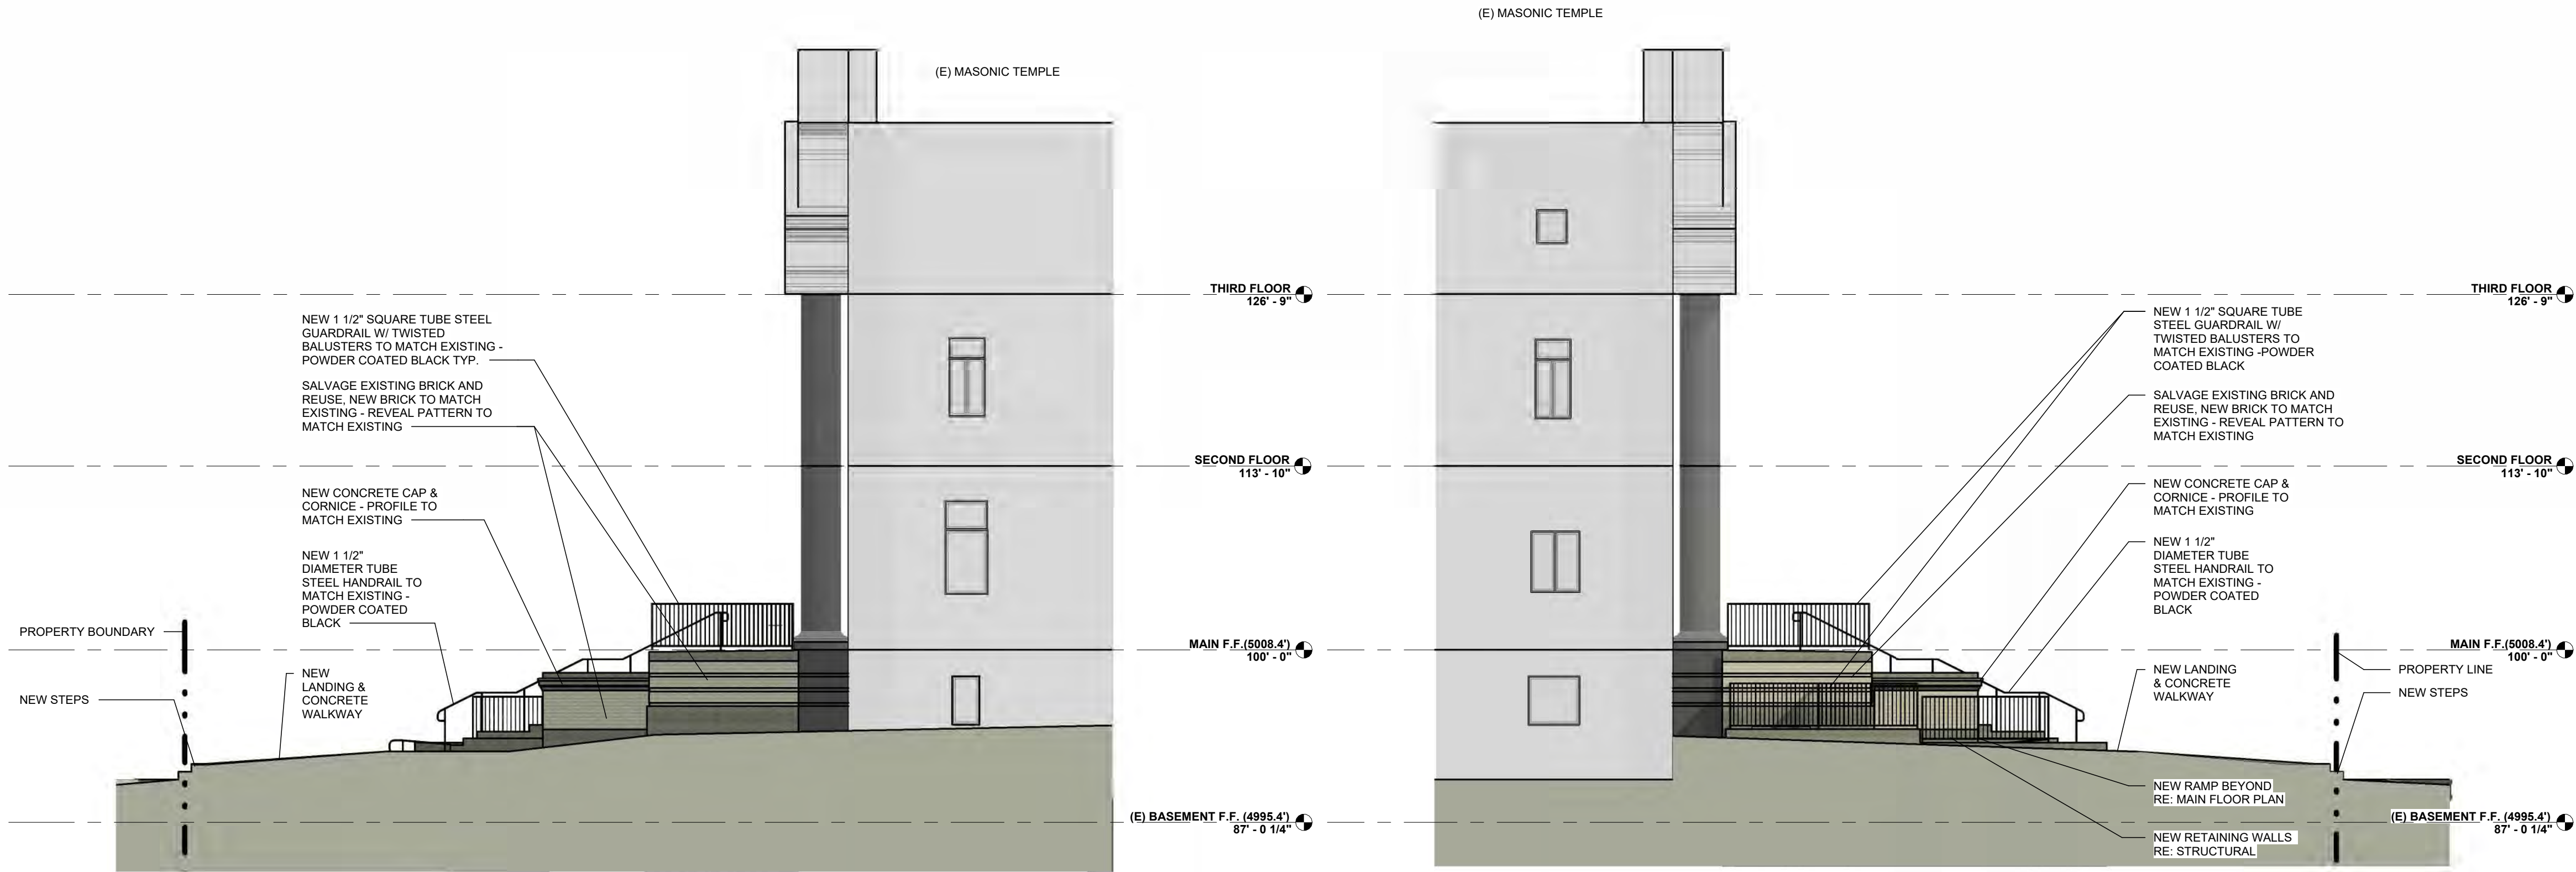 (E) MASONIC TEMPLE
NEW 1 1/2" SQUARE TUBE STEEL
GUARDRAIL W/ TWISTED
BALUSTERS TO MATCH EXISTING -
POWDER COATED BLACK TYP.
SALVAGE EXISTING BRICK AND
REUSE, NEW BRICK TO MATCH
EXISTING - REVEAL PATTERN TO
MATCH EXISTING
NEW CONCRETE CAP &
CORNICE - PROFILE TO
MATCH EXISTING
NEW 1 1/2"
DIAMETER TUBE
STEEL HANDRAIL TO
MATCH EXISTING -
POWDER COATED
BLACK
PROPERTY BOUNDARY
NEW STEPS
NEW
LANDING &
CONCRETE
WALKWAY
THIRD FLOOR
126' - 9"
SECOND FLOOR
113' - 10"
MAIN F.F.(5008.4')
100' - 0"
(E) BASEMENT F.F. (4995.4')
87' - 0 1/4"
(E) MASONIC TEMPLE
NEW 1 1/2" SQUARE TUBE
STEEL GUARDRAIL W/
TWISTED BALUSTERS TO
MATCH EXISTING -POWDER
COATED BLACK
SALVAGE EXISTING BRICK AND
REUSE, NEW BRICK TO MATCH
EXISTING - REVEAL PATTERN TO
MATCH EXISTING
NEW CONCRETE CAP &
CORNICE - PROFILE TO
MATCH EXISTING
NEW 1 1/2"
DIAMETER TUBE
STEEL HANDRAIL TO
MATCH EXISTING -
POWDER COATED
BLACK
NEW LANDING
& CONCRETE
WALKWAY
PROPERTY LINE
NEW STEPS
NEW RAMP BEYOND
RE: MAIN FLOOR PLAN
NEW RETAINING WALLS
RE: STRUCTURAL
THIRD FLOOR
126' - 9"
SECOND FLOOR
113' - 10"
MAIN F.F.(5008.4')
100' - 0"
(E) BASEMENT F.F. (4995.4')
87' - 0 1/4"